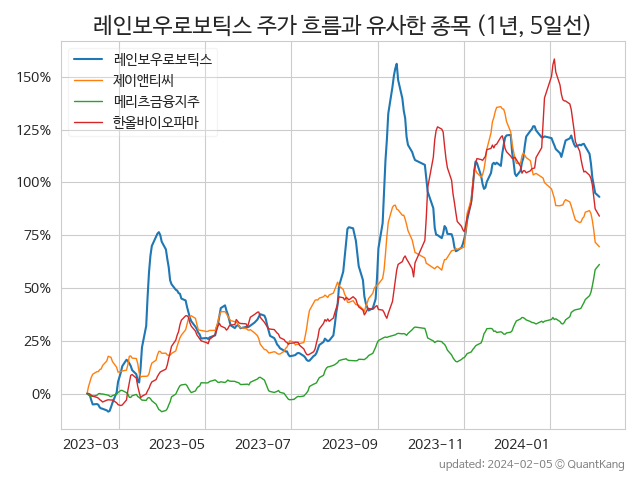 레인보우로보틱스 주가 흐름과 유사한 종목 (1년, 5일선)
레인보우로보틱스
제이앤티씨
메리츠금융지주
한올바이오파마
150%
125%
100%
75%
50%
25%
0%
2023-03 2023-05 2023-07 2023-09 2023-11 2024-01
updated: 2024-02-05 © QuantKang